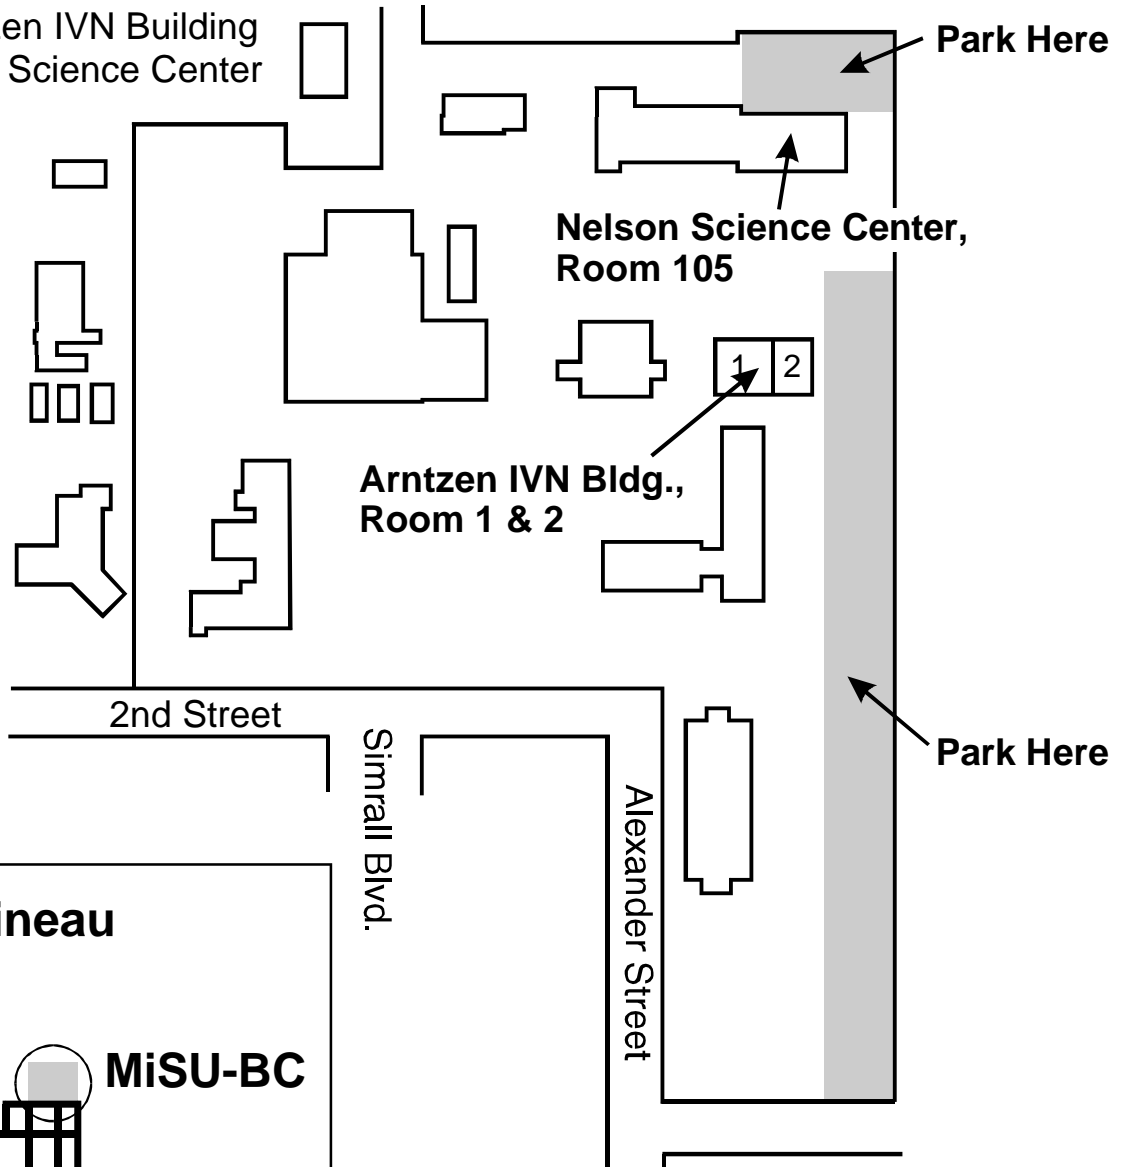 zen IVN Building
Science Center
Park Here
Nelson Science Center,
Room 105
1 2
Arntzen IVN Bldg.,
Room 1 & 2
2nd Street
Simrall Blvd.
Alexander Street
Park Here
ineau
MiSU-BC